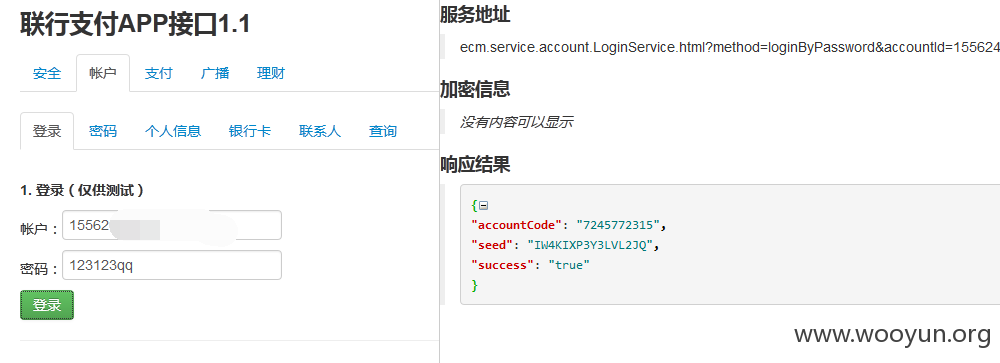 联行支付APP接口1.1
安全 帐户 支付 广播 理财
登录 密码 个人信息 银行卡 联系人 查询
1. 登录（仅供测试）
帐户：15562
密码：123123qq
登录
服务地址
ecm.service.account.LoginService.html?method=loginByPassword&accountId=155624
加密信息
没有内容可以显示
响应结果
{
"accountCode": "7245772315",
"seed": "IW4KIXP3Y3LVL2JQ",
"success": "true"
}
www.wooyun.org